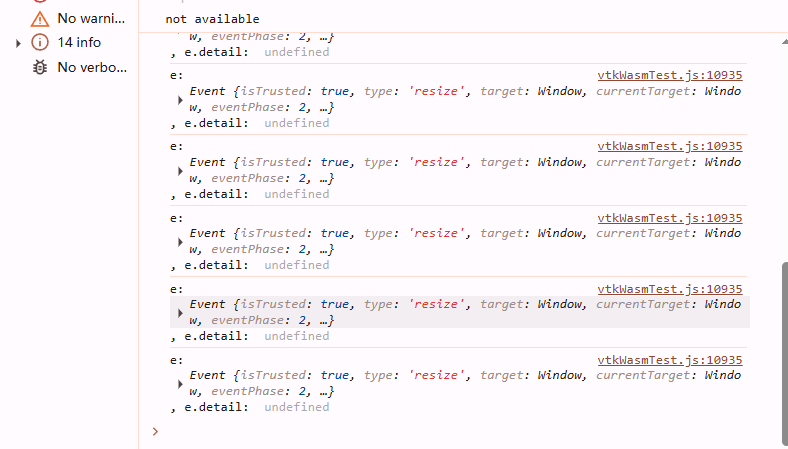 No warni...
14 info
No verbo...
not available
w, eventPhase: 2, …}
, e.detail: undefined
e:
vtkWasmTest.js:10935
Event {isTrusted: true, type: 'resize', target: Window, currentTarget: Windo
w, eventPhase: 2, …}
, e.detail: undefined
e:
vtkWasmTest.js:10935
Event {isTrusted: true, type: 'resize', target: Window, currentTarget: Windo
w, eventPhase: 2, …}
, e.detail: undefined
e:
vtkWasmTest.js:10935
Event {isTrusted: true, type: 'resize', target: Window, currentTarget: Windo
w, eventPhase: 2, …}
, e.detail: undefined
e:
vtkWasmTest.js:10935
Event {isTrusted: true, type: 'resize', target: Window, currentTarget: Windo
w, eventPhase: 2, …}
, e.detail: undefined
e:
vtkWasmTest.js:10935
Event {isTrusted: true, type: 'resize', target: Window, currentTarget: Windo
w, eventPhase: 2, …}
, e.detail: undefined